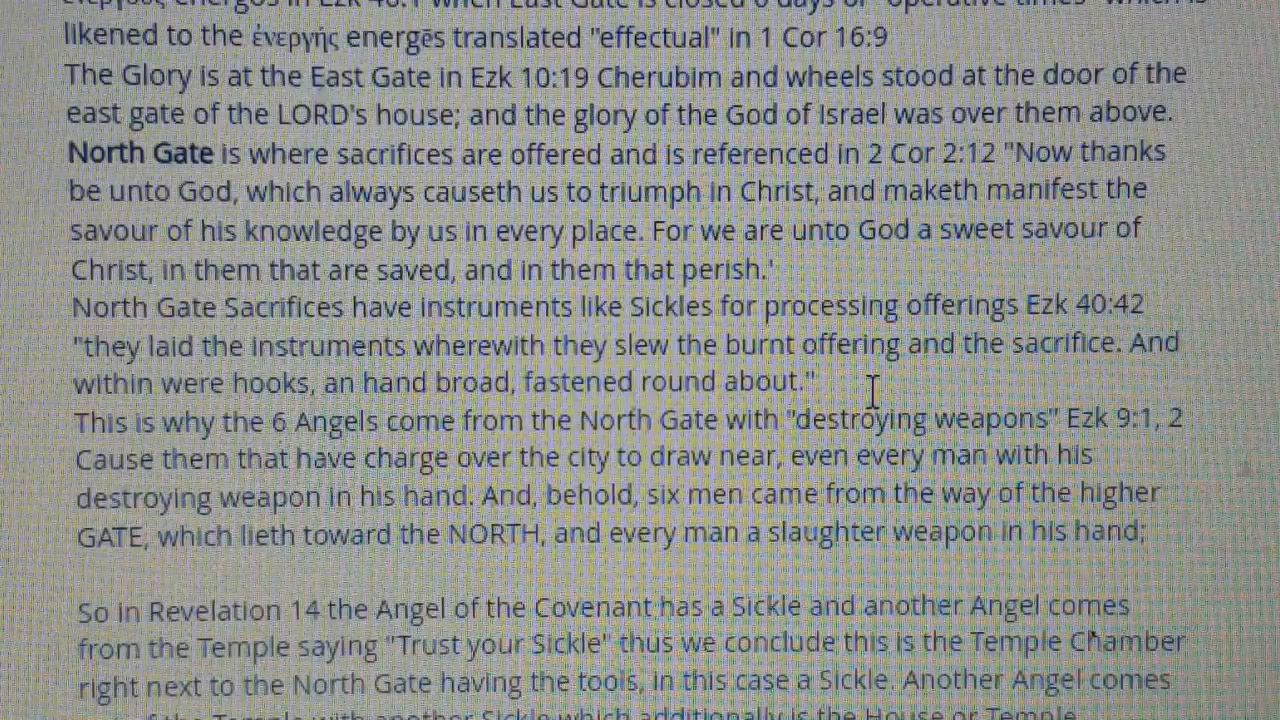 likened to the ἐνεργής energēs translated "effectual" in 1 Cor 16:9
The Glory is at the East Gate in Ezk 10:19 Cherubim and wheels stood at the door of the
east gate of the LORD's house; and the glory of the God of Israel was over them above.
North Gate is where sacrifices are offered and is referenced in 2 Cor 2:12 "Now thanks
be unto God, which always causeth us to triumph in Christ, and maketh manifest the
savour of his knowledge by us in every place. For we are unto God a sweet savour of
Christ, in them that are saved, and in them that perish.'
North Gate Sacrifices have instruments like Sickles for processing offerings Ezk 40:42
"they laid the instruments wherewith they slew the burnt offering and the sacrifice. And
within were hooks, an hand broad, fastened round about."
This is why the 6 Angels come from the North Gate with "destroying weapons" Ezk 9:1, 2
Cause them that have charge over the city to draw near, even every man with his
destroying weapon in his hand. And, behold, six men came from the way of the higher
GATE, which lieth toward the NORTH, and every man a slaughter weapon in his hand;
So in Revelation 14 the Angel of the Covenant has a Sickle and another Angel comes
from the Temple saying "Trust your Sickle" thus we conclude this is the Temple Chamber
right next to the North Gate having the tools, in this case a Sickle. Another Angel comes